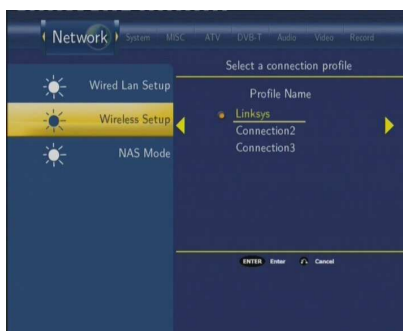 Network System MISC ATV DVB-T Audio Video Record
Select a connection profile
Wired Lan Setup
Profile Name
Wireless Setup
Linksys
Connection2
NAS Mode
Connection3
ENTER Enter Cancel